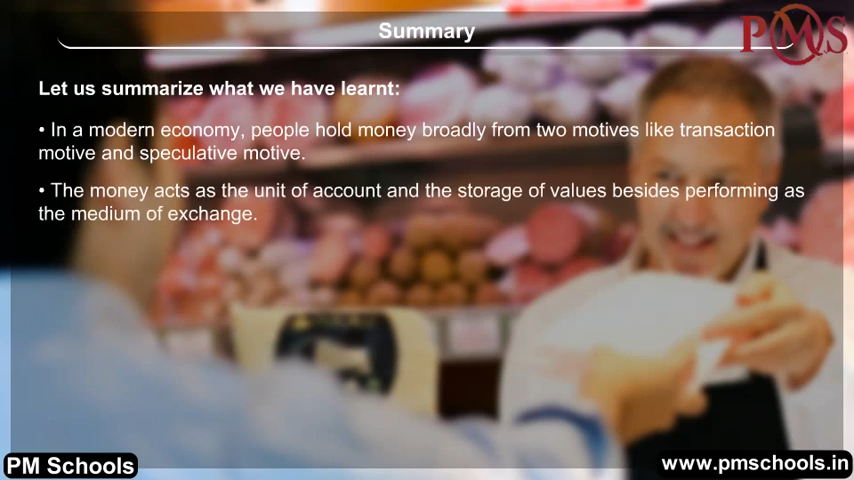 Summary
PMS
Let us summarize what we have learnt:
• In a modern economy, people hold money broadly from two motives like transaction
motive and speculative motive.
• The money acts as the unit of account and the storage of values besides performing as
the medium of exchange.
PM Schools
www.pmschools.in